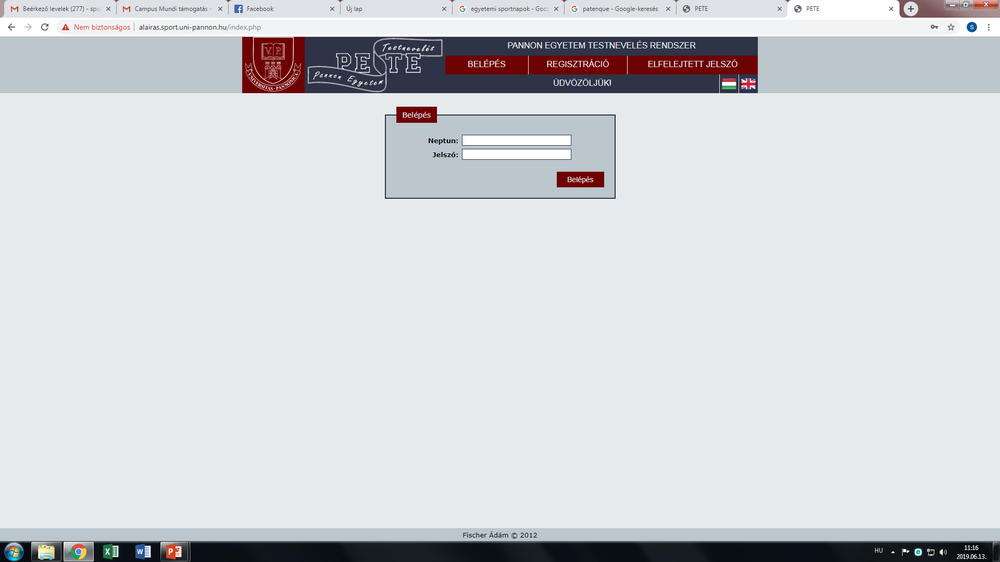 Beérkező levelek (277) - spo
Campus Mundi támogatás -
Facebook
Új lap
egyetemi sportnapok - Goog
patenque - Google-keresés
PETE
PETE
Nem biztonságos
alairas.sport.uni-pannon.hu/index.php
S
V. P.
UNIVERSITAS · PANNONICA
Testnevelés
PETE
Pannon Egyetem
PANNON EGYETEM TESTNEVELÉS RENDSZER
BELÉPÉS
REGISZTRÁCIÓ
ELFELEJTETT JELSZÓ
ÜDVÖZÖLJÜK!
Belépés
Neptun:
Jelszó:
Belépés
Fischer Ádám © 2012
HU
11:16
2019.06.13.